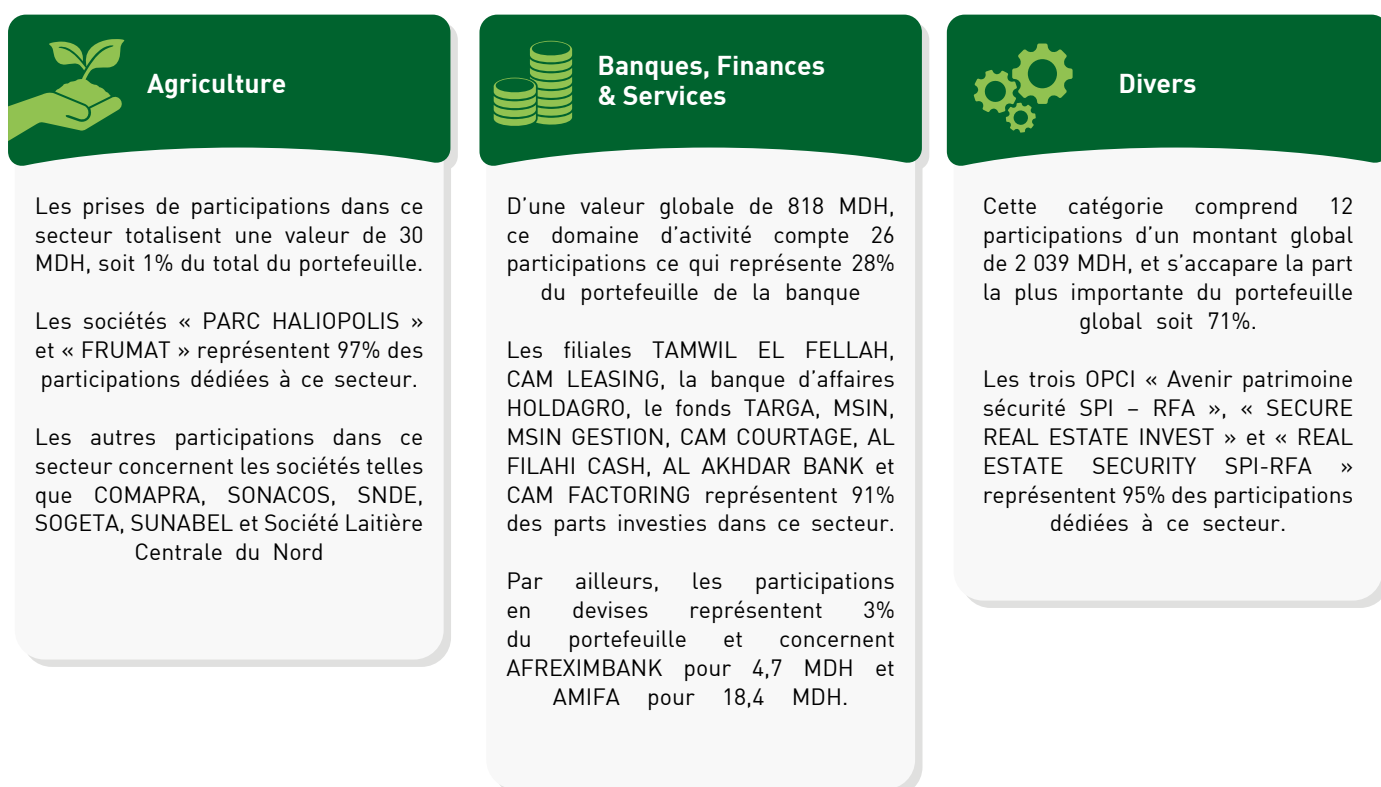 Agriculture
Les prises de participations dans ce
secteur totalisent une valeur de 30
MDH, soit 1% du total du portefeuille.
Les sociétés « PARC HALIOPOLIS »
et « FRUMAT » représentent 97% des
participations dédiées à ce secteur.
Les autres participations dans ce
secteur concernent les sociétés telles
que COMAPRA, SONACOS, SNDE,
SOGETA, SUNABEL et Société Laitière
Centrale du Nord
Banques, Finances
& Services
D'une valeur globale de 818 MDH,
ce domaine d'activité compte 26
participations ce qui représente 28%
du portefeuille de la banque
Les filiales TAMWIL EL FELLAH,
CAM LEASING, la banque d'affaires
HOLDAGRO, le fonds TARGA, MSIN,
MSIN GESTION, CAM COURTAGE, AL
FILAHI CASH, AL AKHDAR BANK et
CAM FACTORING représentent 91%
des parts investies dans ce secteur.
Par ailleurs, les participations
en devises représentent 3%
du portefeuille et concernent
AFREXIMBANK pour 4,7 MDH et
AMIFA pour 18,4 MDH.
Divers
Cette catégorie comprend 12
participations d'un montant global
de 2 039 MDH, et s'accapare la part
la plus importante du portefeuille
global soit 71%.
Les trois OPCI « Avenir patrimoine
sécurité SPI – RFA », « SECURE
REAL ESTATE INVEST » et « REAL
ESTATE SECURITY SPI-RFA »
représentent 95% des participations
dédiées à ce secteur.